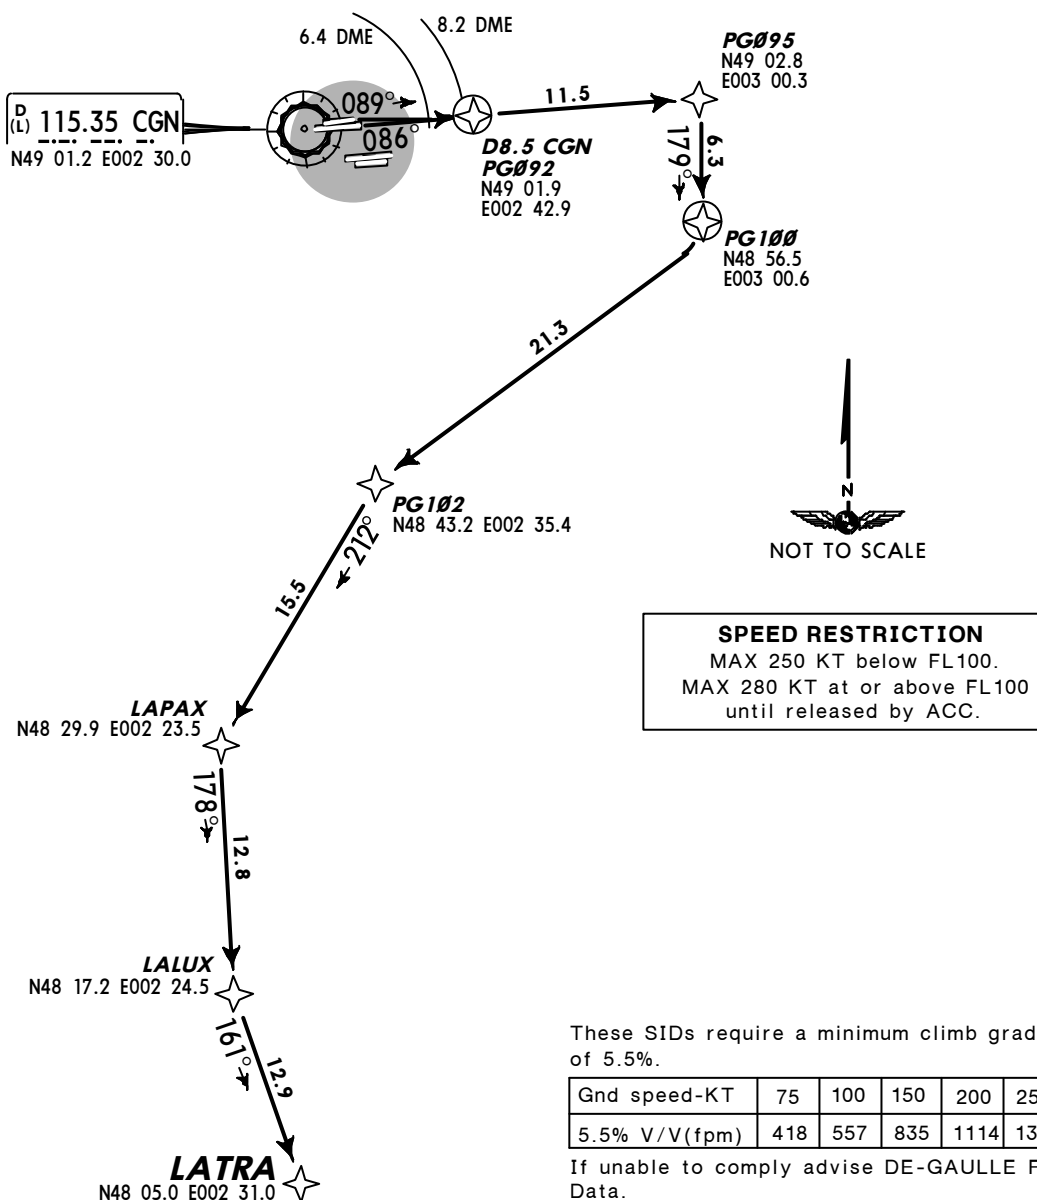 6.4 DME
8.2 DME
PGØ95
N49 02.8
E003 00.3
D
(L) 115.35 CGN
N49 01.2 E002 30.0
089°
086°
11.5
D8.5 CGN
PGØ92
N49 01.9
E002 42.9
179°
6.3
PG1ØØ
N48 56.5
E003 00.6
21.3
PG1Ø2
N48 43.2 E002 35.4
212°
15.5
N
NOT TO SCALE
SPEED RESTRICTION
MAX 250 KT below FL100.
MAX 280 KT at or above FL100
until released by ACC.
LAPAX
N48 29.9 E002 23.5
178°
12.8
LALUX
N48 17.2 E002 24.5
161°
12.9
LATRA
N48 05.0 E002 31.0
These SIDs require a minimum climb grad
of 5.5%.
Gnd speed-KT 75 100 150 200 25
5.5% V/V(fpm) 418 557 835 1114 13
If unable to comply advise DE-GAULLE F
Data.